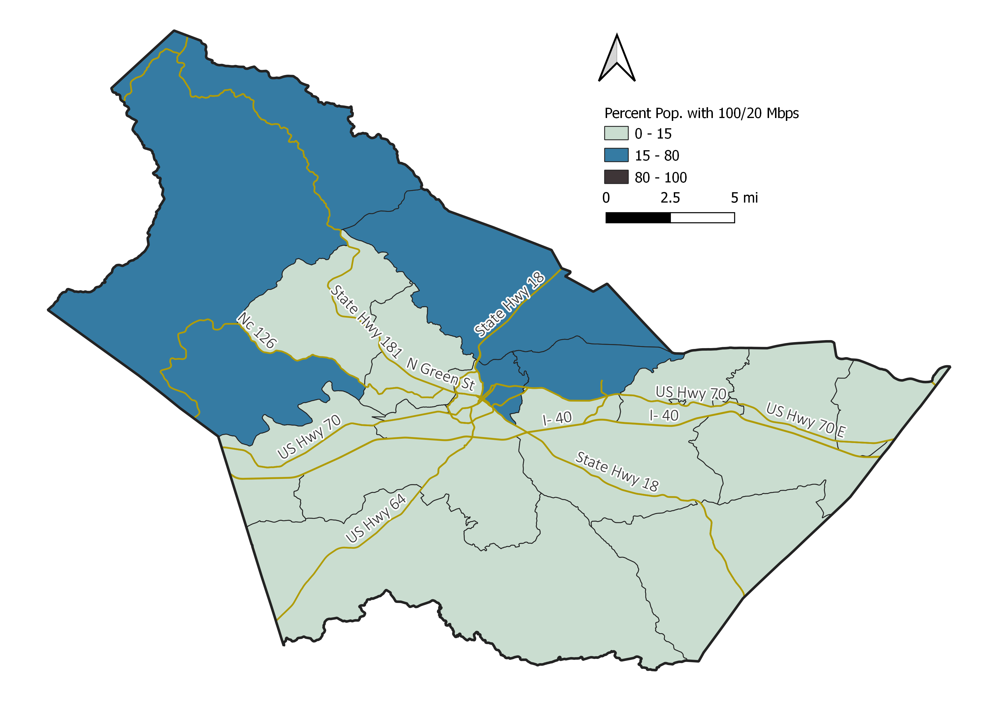 Percent Pop. with 100/20 Mbps
0 - 15
15 - 80
80 - 100
0 2.5 5 mi
State Hwy 18
State Hwy 181
Nc 126
N Green St
US Hwy 70
I- 40
US Hwy 70 E
I- 40
US Hwy 70
State Hwy 18
US Hwy 64